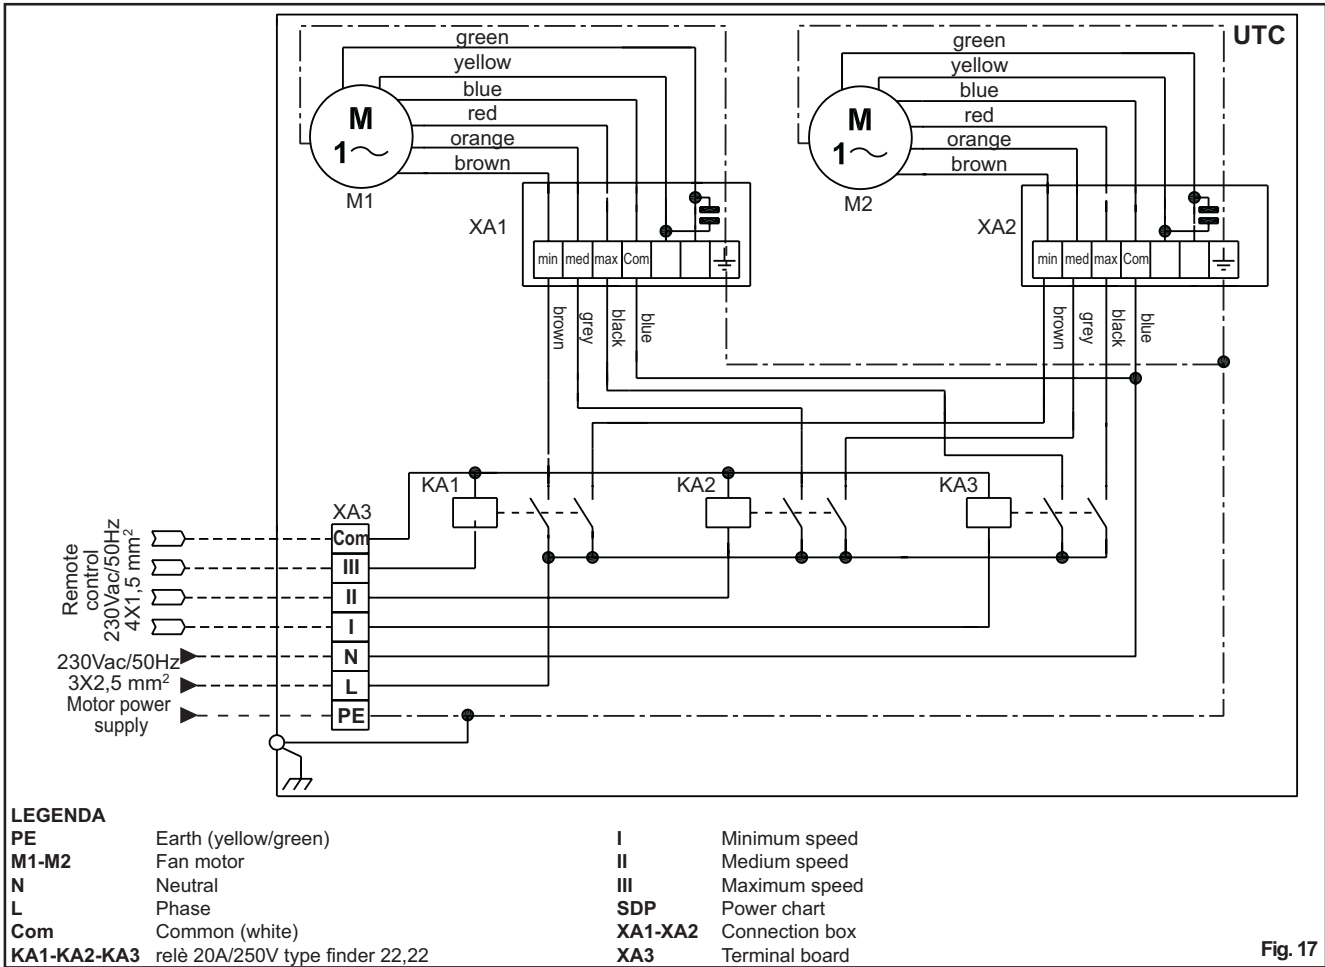 UTC
green
yellow
blue
red
orange
brown
M
1
M1
green
yellow
blue
red
orange
brown
M
1
M2
XA1
min med max Com
XA2
min med max Com
brown
grey
black
blue
brown
grey
black
blue
KA1
KA2
KA3
XA3
Com
III
II
I
N
L
PE
Remote
control
230Vac/50Hz
4X1,5 mm²
230Vac/50Hz
3X2,5 mm²
Motor power
supply
LEGENDA
PE Earth (yellow/green)
M1-M2 Fan motor
N Neutral
L Phase
Com Common (white)
KA1-KA2-KA3 relè 20A/250V type finder 22,22
I Minimum speed
II Medium speed
III Maximum speed
SDP Power chart
XA1-XA2 Connection box
XA3 Terminal board
Fig. 17